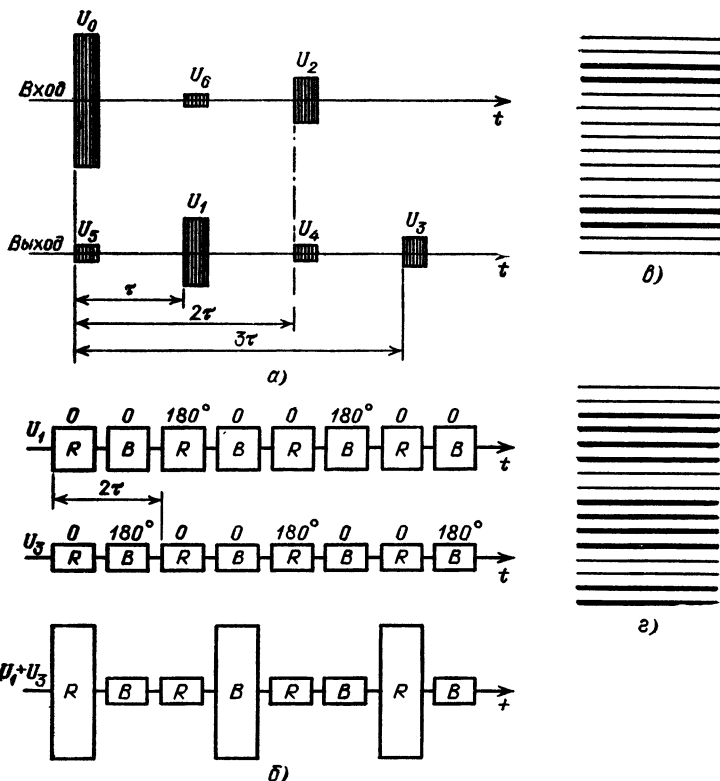 U₀
U₆
U₂
Вход
t
U₅
U₁
U₄
U₃
Выход
t
τ
2τ
3τ
а)
в)
0 0 180° 0 0 180° 0 0
U₁ R B R B R B R B
t
2τ
0 180° 0 0 180° 0 0 180°
U₃ R B R B R B R B
t
U₁+U₃ R B R B R B R B
t
б)
г)